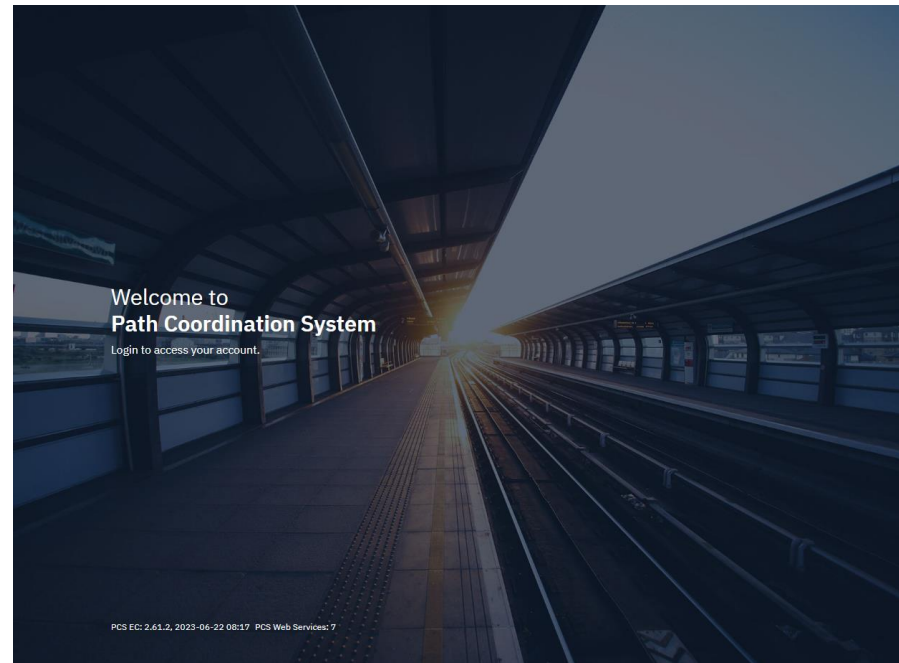 Welcome to
Path Coordination System
Login to access your account.
PCS EC: 2.61.2, 2023-06-22 08:17 PCS Web Services: 7